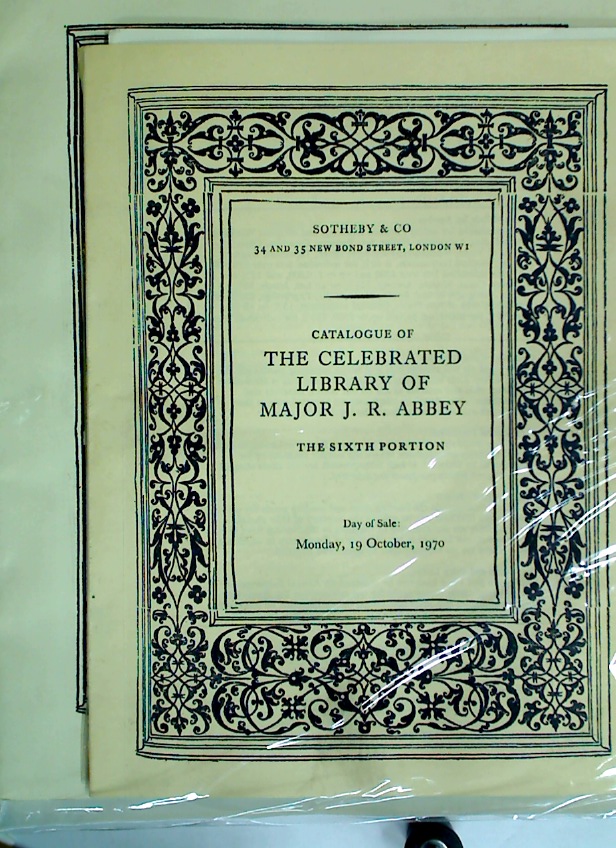 SOTHEBY & CO
34 AND 35 NEW BOND STREET, LONDON W1
CATALOGUE OF
THE CELEBRATED
LIBRARY OF
MAJOR J. R. ABBEY
THE SIXTH PORTION
Day of Sale:
Monday, 19 October, 1970